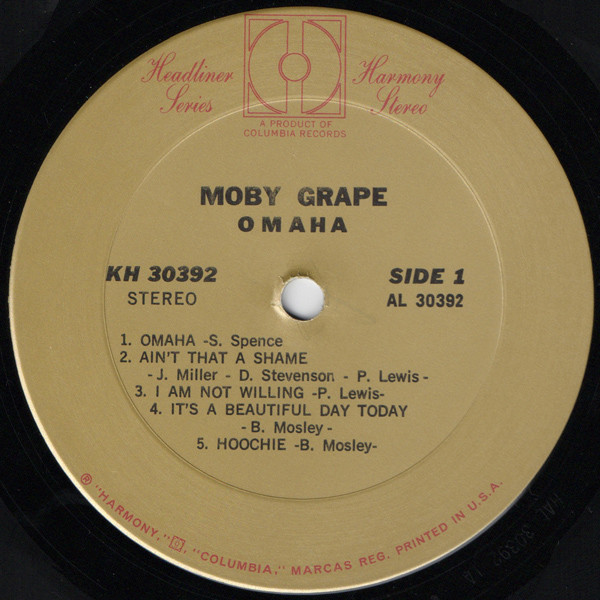 Headliner Series
Harmony Stereo
A PRODUCT OF
COLUMBIA RECORDS
MOBY GRAPE
OMAHA
KH 30392
STEREO
SIDE 1
AL 30392
1. OMAHA -S. Spence
2. AIN'T THAT A SHAME
-J. Miller - D. Stevenson - P. Lewis-
3. I AM NOT WILLING -P. Lewis-
4. IT'S A BEAUTIFUL DAY TODAY
-B. Mosley-
5. HOOCHIE -B. Mosley-
® "HARMONY," "COLUMBIA," MARCAS REG. PRINTED IN U.S.A.